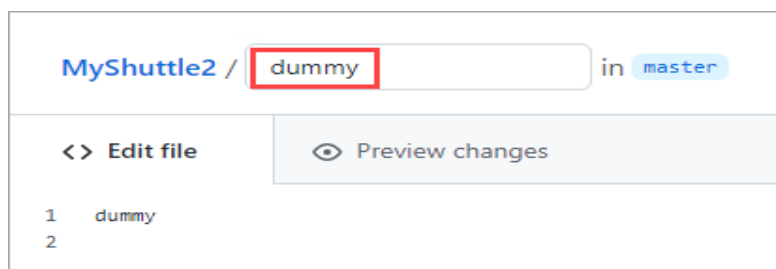 MyShuttle2 / dummy in master
<> Edit file Preview changes
1 dummy
2